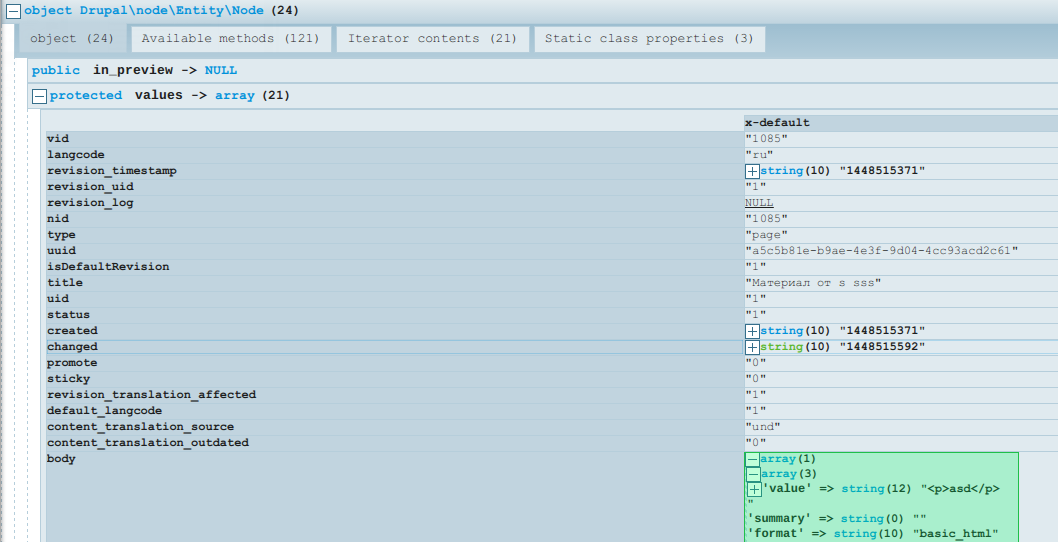 object Drupal\node\Entity\Node (24)
object (24) Available methods (121) Iterator contents (21) Static class properties (3)
public in_preview -> NULL
protected values -> array (21)
x-default
vid "1085"
langcode "ru"
revision_timestamp string(10) "1448515371"
revision_uid "1"
revision_log NULL
nid "1085"
type "page"
uuid "a5c5b81e-b9ae-4e3f-9d04-4cc93acd2c61"
isDefaultRevision "1"
title "Материал от s sss"
uid "1"
status "1"
created string(10) "1448515371"
changed string(10) "1448515592"
promote "0"
sticky "0"
revision_translation_affected "1"
default_langcode "1"
content_translation_source "und"
content_translation_outdated "0"
body array(1)
array(3)
'value' => string(12) "<p>asd</p>
"
'summary' => string(0) ""
'format' => string(10) "basic_html"